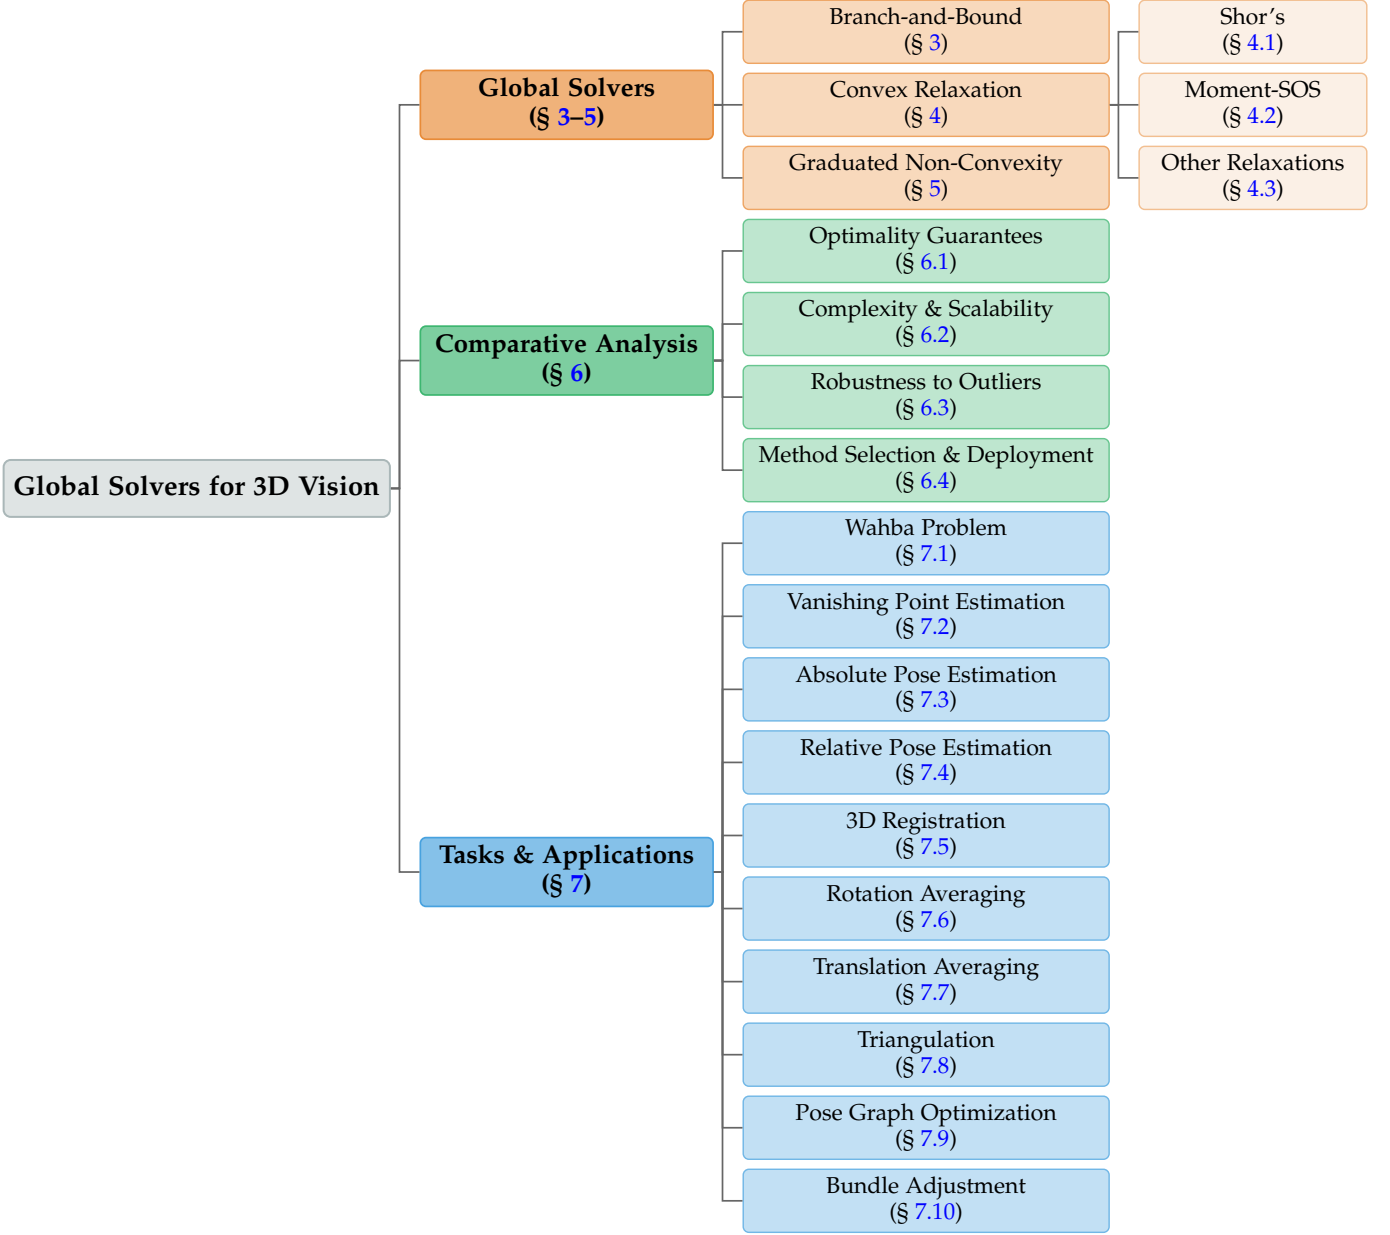 Global Solvers for 3D Vision
Global Solvers
(§ 3–5)
Branch-and-Bound
(§ 3)
Convex Relaxation
(§ 4)
Graduated Non-Convexity
(§ 5)
Shor's
(§ 4.1)
Moment-SOS
(§ 4.2)
Other Relaxations
(§ 4.3)
Comparative Analysis
(§ 6)
Optimality Guarantees
(§ 6.1)
Complexity & Scalability
(§ 6.2)
Robustness to Outliers
(§ 6.3)
Method Selection & Deployment
(§ 6.4)
Tasks & Applications
(§ 7)
Wahba Problem
(§ 7.1)
Vanishing Point Estimation
(§ 7.2)
Absolute Pose Estimation
(§ 7.3)
Relative Pose Estimation
(§ 7.4)
3D Registration
(§ 7.5)
Rotation Averaging
(§ 7.6)
Translation Averaging
(§ 7.7)
Triangulation
(§ 7.8)
Pose Graph Optimization
(§ 7.9)
Bundle Adjustment
(§ 7.10)